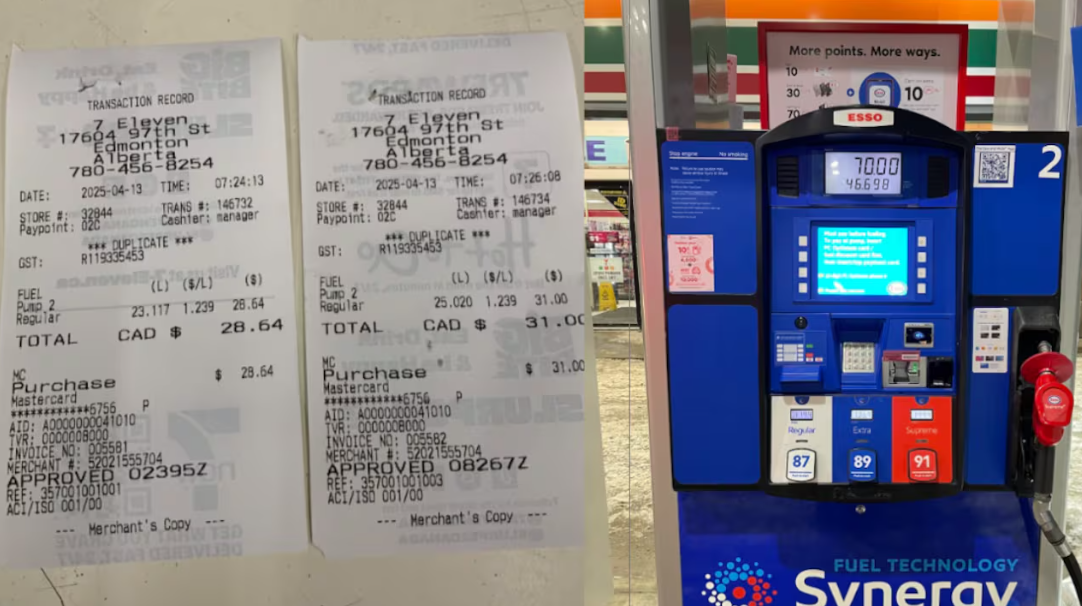 TRANSACTION RECORD
7 Eleven
17604 97th St
Edmonton
Alberta
780-456-8254
DATE: 2025-04-13 TIME: 07:24:13
STORE #: 32844 TRANS #: 146732
Paypoint: 02C Cashier: manager
*** DUPLICATE ***
GST: R119335453
(L) ($/L) ($)
FUEL
Pump 2
Regular 23.117 1.239 28.64
TOTAL CAD $ 28.64
MC
Purchase $ 28.64
Mastercard
************6756 P
AID: A0000000041010
TVR: 0000008000
INVOICE NO: 005581
MERCHANT #: 52021555704
APPROVED 02395Z
REF: 357001001001
ACI/ISO 001/00
--- Merchant's Copy ---
TRANSACTION RECORD
7 Eleven
17604 97th St
Edmonton
Alberta
780-456-8254
DATE: 2025-04-13 TIME: 07:26:08
STORE #: 32844 TRANS #: 146734
Paypoint: 02C Cashier: manager
*** DUPLICATE ***
GST: R119335453
(L) ($/L) ($)
FUEL
Pump 2
Regular 25.020 1.239 31.00
TOTAL CAD $ 31.00
MC
Purchase $ 31.00
Mastercard
************6756 P
AID: A0000000041010
TVR: 0000008000
INVOICE NO: 005582
MERCHANT #: 52021555704
APPROVED 08267Z
REF: 357001001003
ACI/ISO 001/00
--- Merchant's Copy ---
More points. More ways.
10
30
70
10
ESSO
Stop engine No smoking
70.00
46.698
2
Regular Extra Supreme
87 89 91
FUEL TECHNOLOGY
Synergy